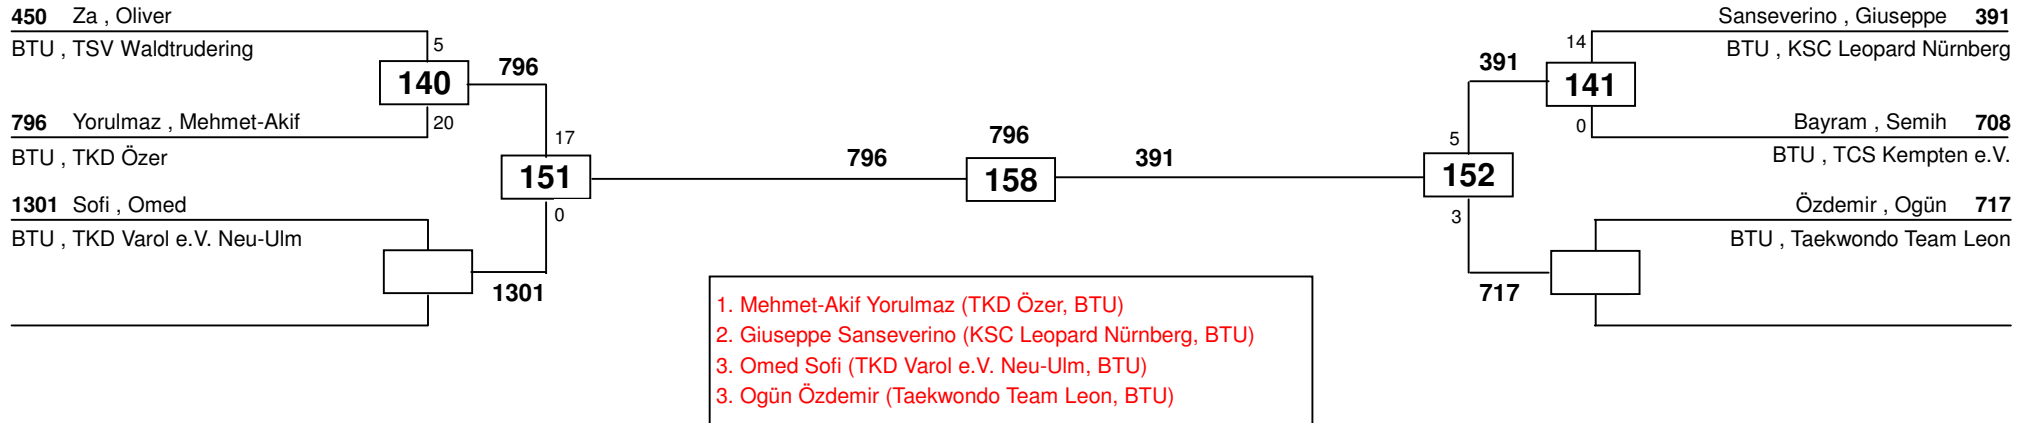 450 Za , Oliver
BTU , TSV Waldtrudering
5
140
796
20
796 Yorulmaz , Mehmet-Akif
BTU , TKD Özer
17
151
0
1301 Sofi , Omed
BTU , TKD Varol e.V. Neu-Ulm
1301
796
796
158
391
Sanseverino , Giuseppe 391
BTU , KSC Leopard Nürnberg
14
391
141
0
Bayram , Semih 708
BTU , TCS Kempten e.V.
5
152
3
Özdemir , Ogün 717
BTU , Taekwondo Team Leon
717
1. Mehmet-Akif Yorulmaz (TKD Özer, BTU)
2. Giuseppe Sanseverino (KSC Leopard Nürnberg, BTU)
3. Omed Sofi (TKD Varol e.V. Neu-Ulm, BTU)
3. Ogün Özdemir (Taekwondo Team Leon, BTU)